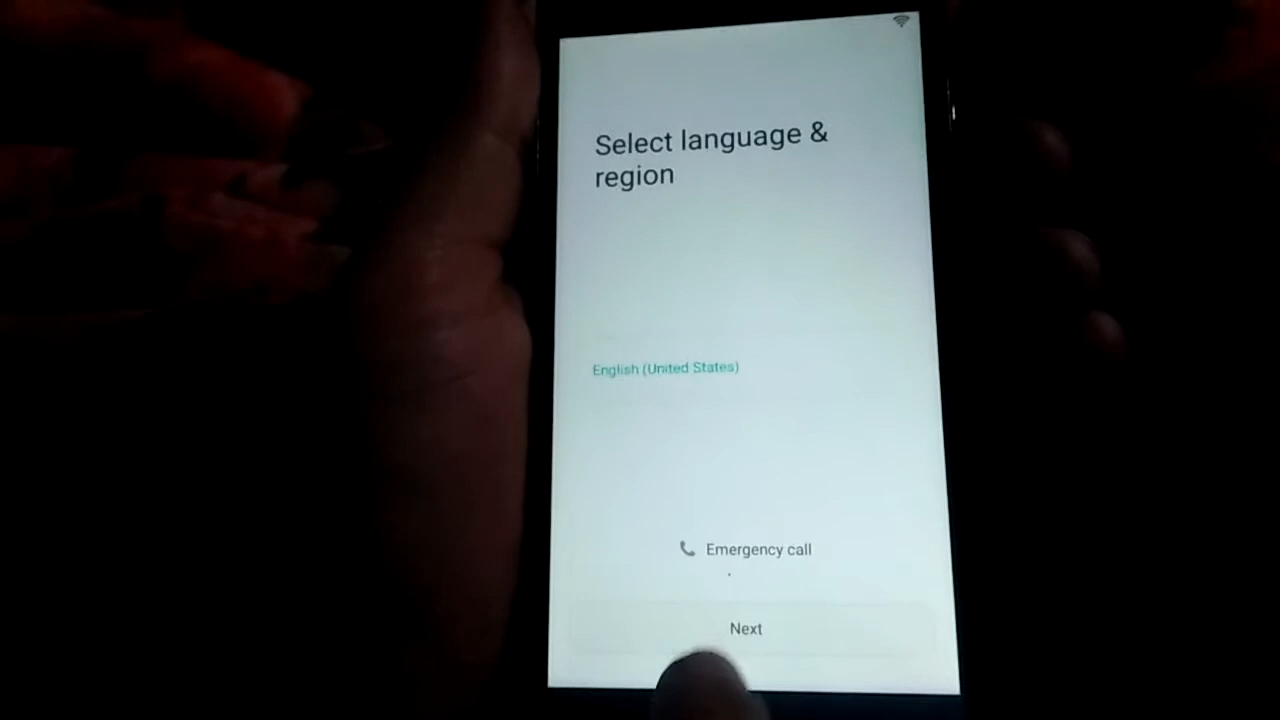 Select language &
region
English (United States)
Emergency call
Next